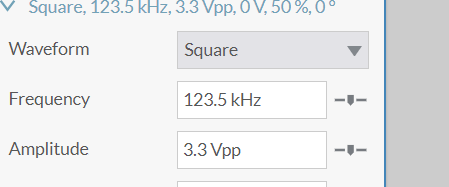 Square, 123.5 kHz, 3.3 Vpp, 0 V, 50 %, 0 °
Waveform Square
Frequency 123.5 kHz
Amplitude 3.3 Vpp